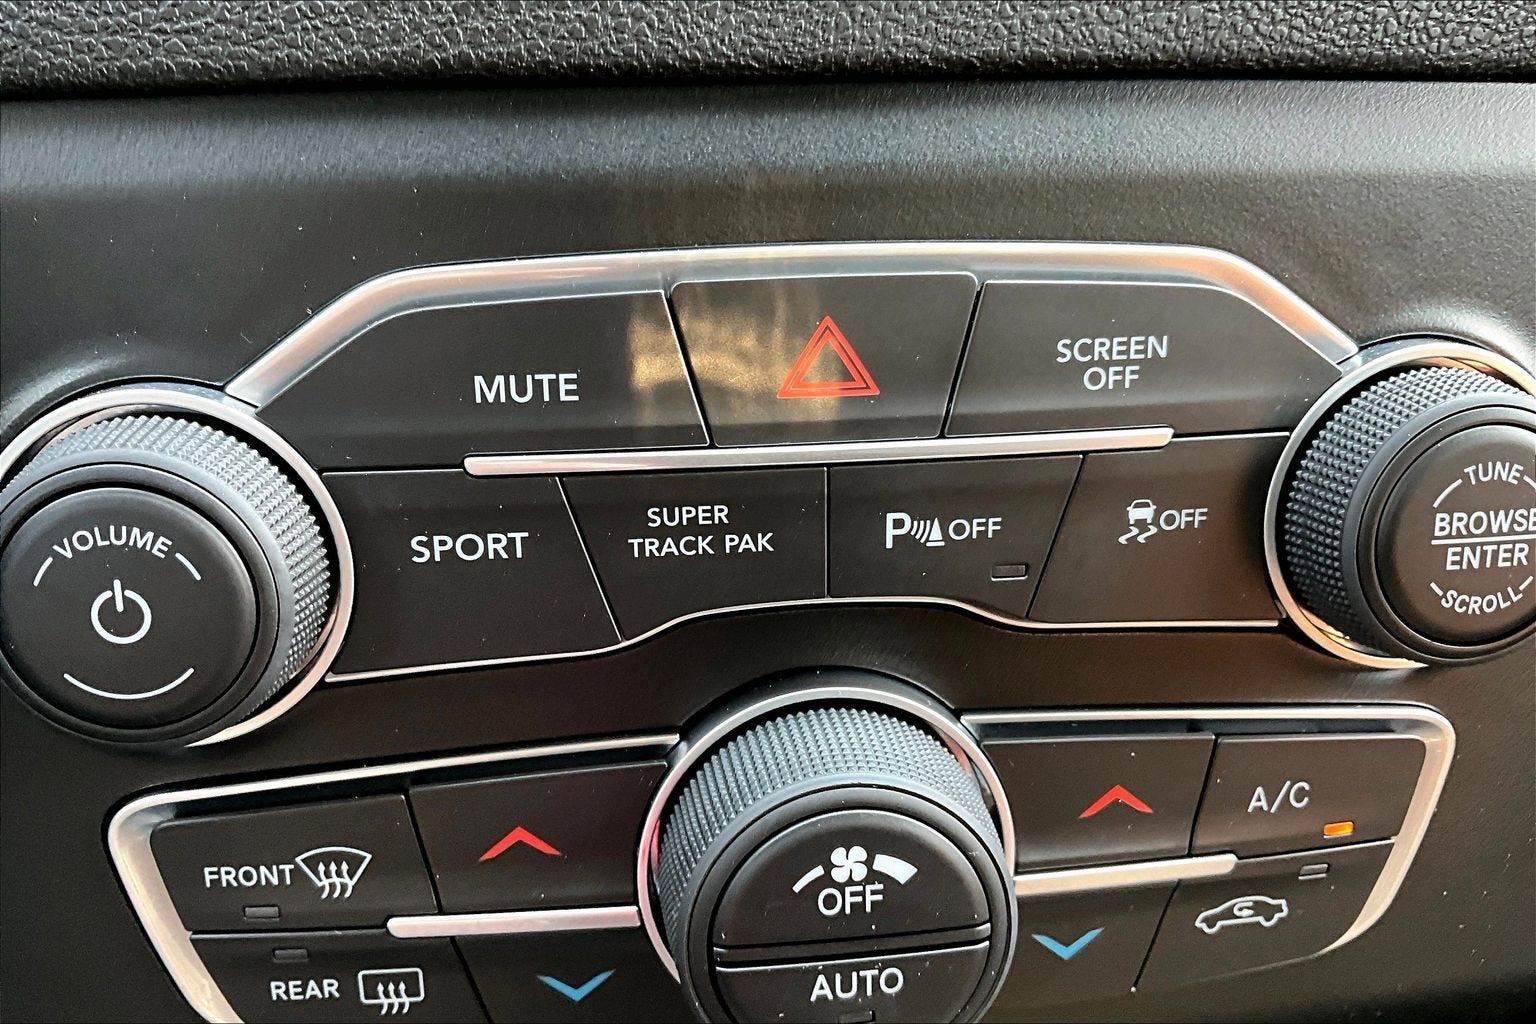 MUTE
SCREEN
OFF
VOLUME
SPORT
SUPER
TRACK PAK
P OFF
OFF
TUNE
BROWSE
ENTER
SCROLL
FRONT
OFF
A/C
REAR
AUTO